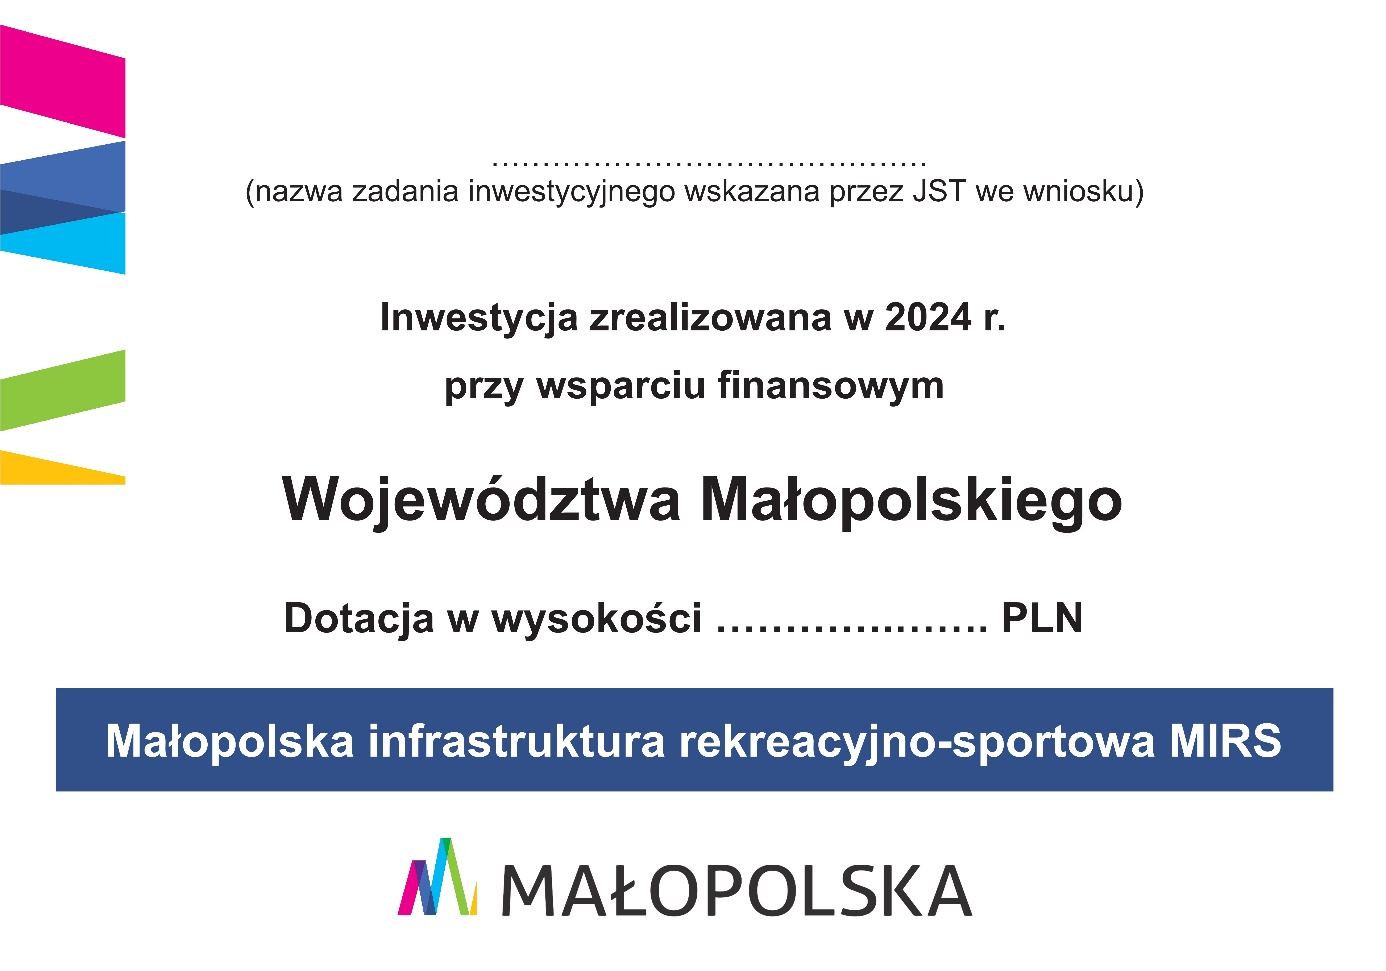 ……………………………………
(nazwa zadania inwestycyjnego wskazana przez JST we wniosku)
Inwestycja zrealizowana w 2024 r.
przy wsparciu finansowym
Województwa Małopolskiego
Dotacja w wysokości ………….……. PLN
Małopolska infrastruktura rekreacyjno-sportowa MIRS
MAŁOPOLSKA